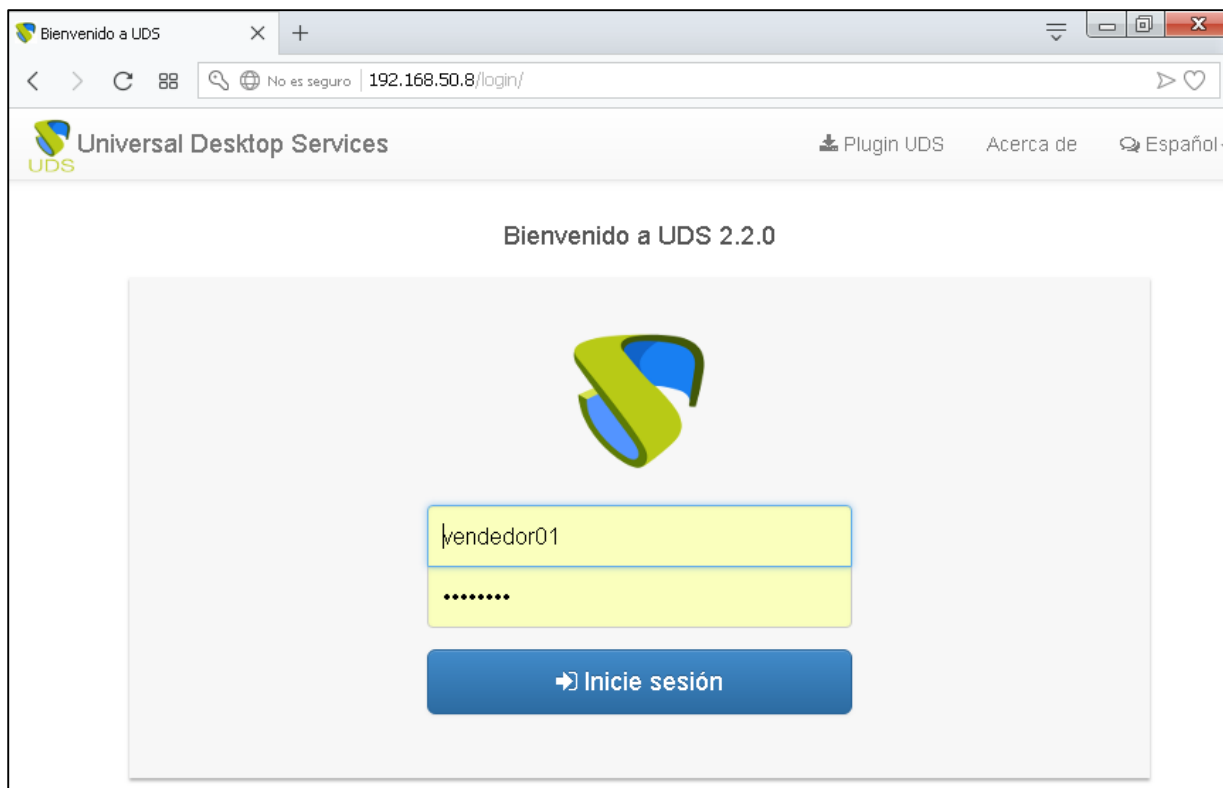 Bienvenido a UDS
No es seguro 192.168.50.8/login/
UDS Universal Desktop Services Plugin UDS Acerca de Español
Bienvenido a UDS 2.2.0
vendedor01
••••••••
Inicie sesión